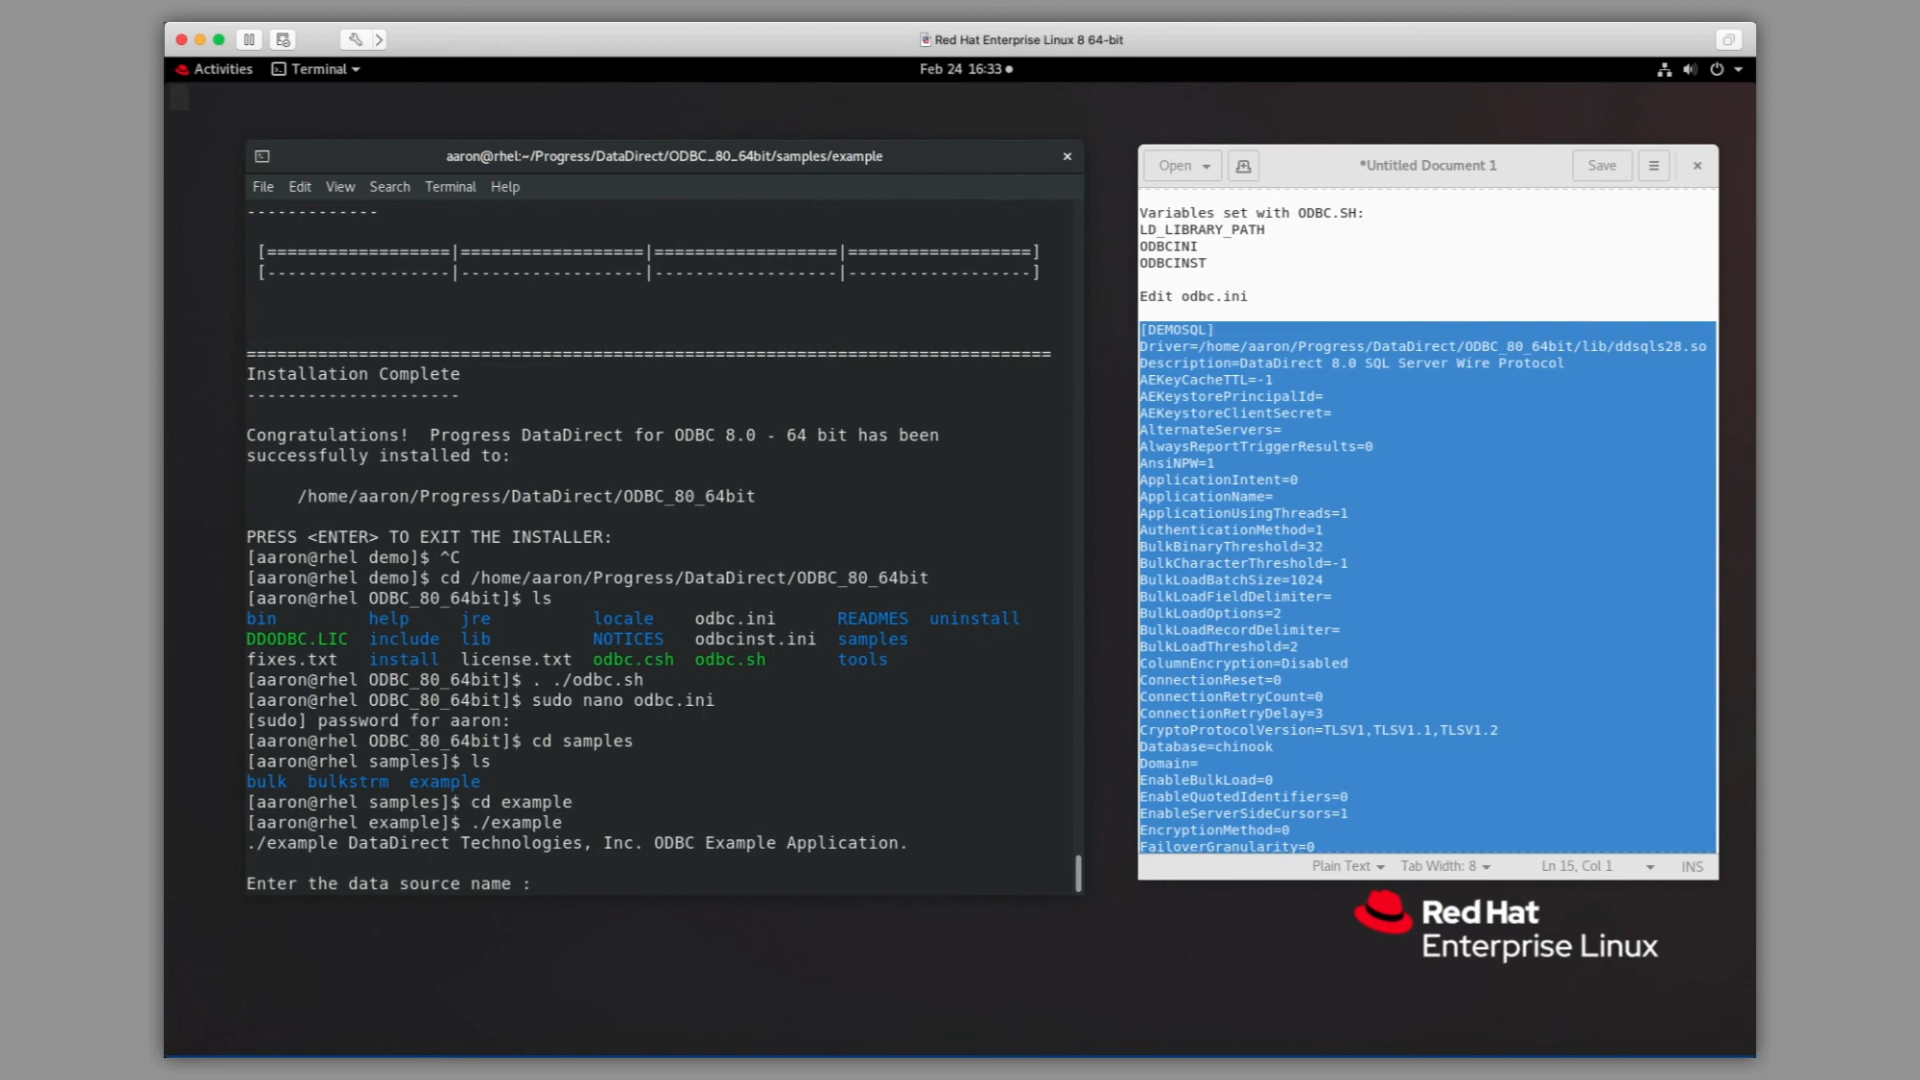 Red Hat Enterprise Linux 8 64-bit
Activities Terminal Feb 24 16:33
aaron@rhel:~/Progress/DataDirect/ODBC_80_64bit/samples/example
File Edit View Search Terminal Help
-------------
[==================|==================|==================|==================]
[------------------|------------------|------------------|------------------]
===============================================================================
Installation Complete
---------------------
Congratulations!  Progress DataDirect for ODBC 8.0 - 64 bit has been
successfully installed to:
/home/aaron/Progress/DataDirect/ODBC_80_64bit
PRESS <ENTER> TO EXIT THE INSTALLER:
[aaron@rhel demo]$ ^C
[aaron@rhel demo]$ cd /home/aaron/Progress/DataDirect/ODBC_80_64bit
[aaron@rhel ODBC_80_64bit]$ ls
bin help jre locale odbc.ini READMES uninstall
DDODBC.LIC include lib NOTICES odbcinst.ini samples
fixes.txt install license.txt odbc.csh odbc.sh tools
[aaron@rhel ODBC_80_64bit]$ . ./odbc.sh
[aaron@rhel ODBC_80_64bit]$ sudo nano odbc.ini
[sudo] password for aaron:
[aaron@rhel ODBC_80_64bit]$ cd samples
[aaron@rhel samples]$ ls
bulk bulkstrm example
[aaron@rhel samples]$ cd example
[aaron@rhel example]$ ./example
./example DataDirect Technologies, Inc. ODBC Example Application.
Enter the data source name :
Open *Untitled Document 1 Save
Variables set with ODBC.SH:
LD_LIBRARY_PATH
ODBCINI
ODBCINST
Edit odbc.ini
[DEMOSQL]
Driver=/home/aaron/Progress/DataDirect/ODBC_80_64bit/lib/ddsqls28.so
Description=DataDirect 8.0 SQL Server Wire Protocol
AEKeyCacheTTL=-1
AEKeystorePrincipalId=
AEKeystoreClientSecret=
AlternateServers=
AlwaysReportTriggerResults=0
AnsiNPW=1
ApplicationIntent=0
ApplicationName=
ApplicationUsingThreads=1
AuthenticationMethod=1
BulkBinaryThreshold=32
BulkCharacterThreshold=-1
BulkLoadBatchSize=1024
BulkLoadFieldDelimiter=
BulkLoadOptions=2
BulkLoadRecordDelimiter=
BulkLoadThreshold=2
ColumnEncryption=Disabled
ConnectionReset=0
ConnectionRetryCount=0
ConnectionRetryDelay=3
CryptoProtocolVersion=TLSV1,TLSV1.1,TLSV1.2
Database=chinook
Domain=
EnableBulkLoad=0
EnableQuotedIdentifiers=0
EnableServerSideCursors=1
EncryptionMethod=0
FailoverGranularity=0
Plain Text Tab Width: 8 Ln 15, Col 1 INS
Red Hat
Enterprise Linux